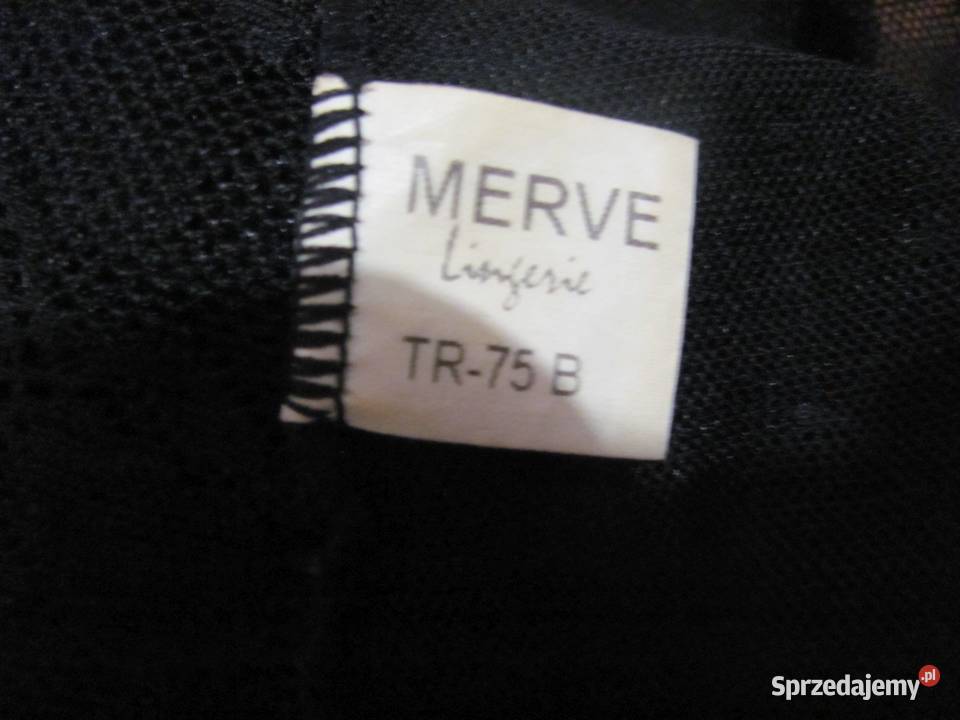 MERVE
Lingerie
TR-75 B
Sprzedajemy.pl